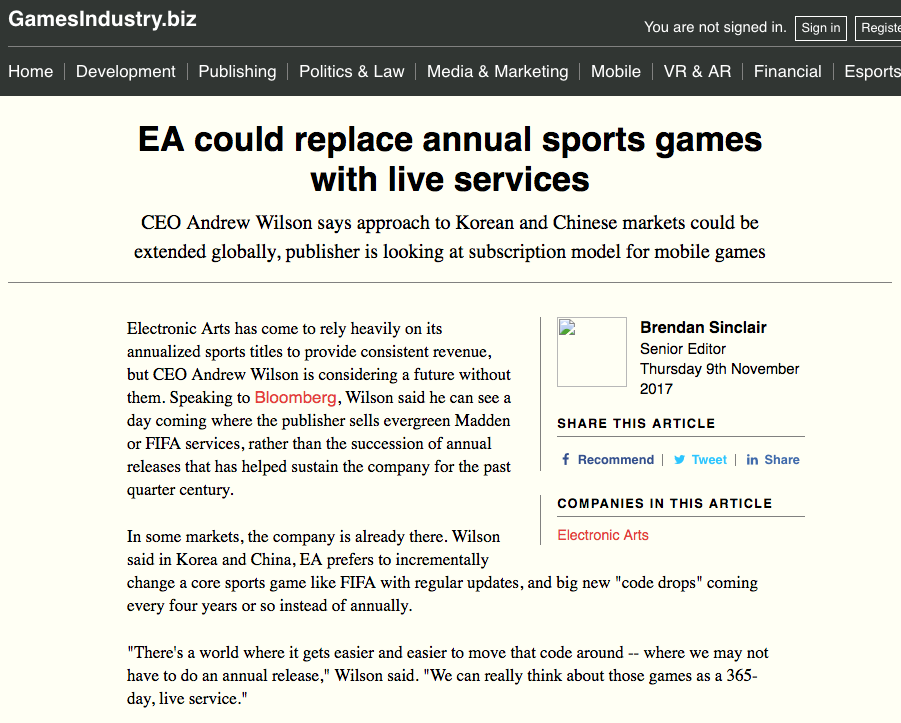 GamesIndustry.biz
You are not signed in. Sign in Registe
Home Development Publishing Politics & Law Media & Marketing Mobile VR & AR Financial Esports
EA could replace annual sports games
with live services
CEO Andrew Wilson says approach to Korean and Chinese markets could be
extended globally, publisher is looking at subscription model for mobile games
Electronic Arts has come to rely heavily on its
annualized sports titles to provide consistent revenue,
but CEO Andrew Wilson is considering a future without
them. Speaking to Bloomberg, Wilson said he can see a
day coming where the publisher sells evergreen Madden
or FIFA services, rather than the succession of annual
releases that has helped sustain the company for the past
quarter century.
Brendan Sinclair
Senior Editor
Thursday 9th November
2017
SHARE THIS ARTICLE
Recommend Tweet Share
COMPANIES IN THIS ARTICLE
Electronic Arts
In some markets, the company is already there. Wilson
said in Korea and China, EA prefers to incrementally
change a core sports game like FIFA with regular updates, and big new "code drops" coming
every four years or so instead of annually.
"There's a world where it gets easier and easier to move that code around -- where we may not
have to do an annual release," Wilson said. "We can really think about those games as a 365-
day, live service."